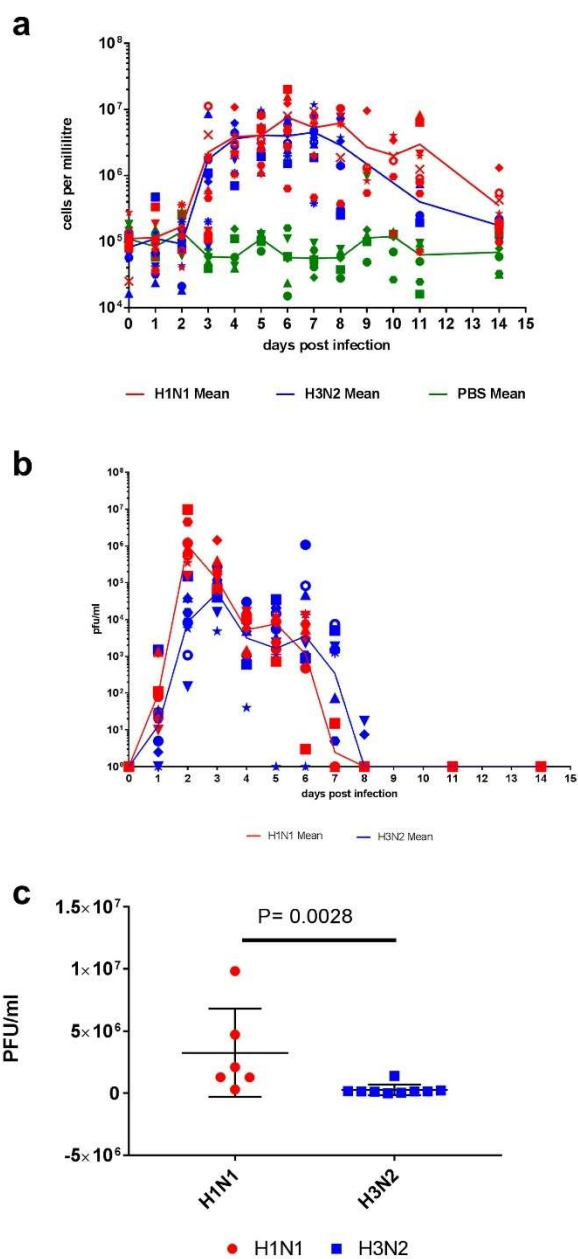 a
cells per millilitre
10⁸
10⁷
10⁶
10⁵
10⁴
0 1 2 3 4 5 6 7 8 9 10 11 12 13 14 15
days post infection
H1N1 Mean H3N2 Mean PBS Mean
b
pfu/ml
10⁸
10⁷
10⁶
10⁵
10⁴
10³
10²
10¹
10⁰
0 1 2 3 4 5 6 7 8 9 10 11 12 13 14 15
days post infection
H1N1 Mean H3N2 Mean
c
P= 0.0028
PFU/ml
1.5×10⁷
1×10⁷
5×10⁶
0
-5×10⁶
H1N1 H3N2
H1N1 H3N2